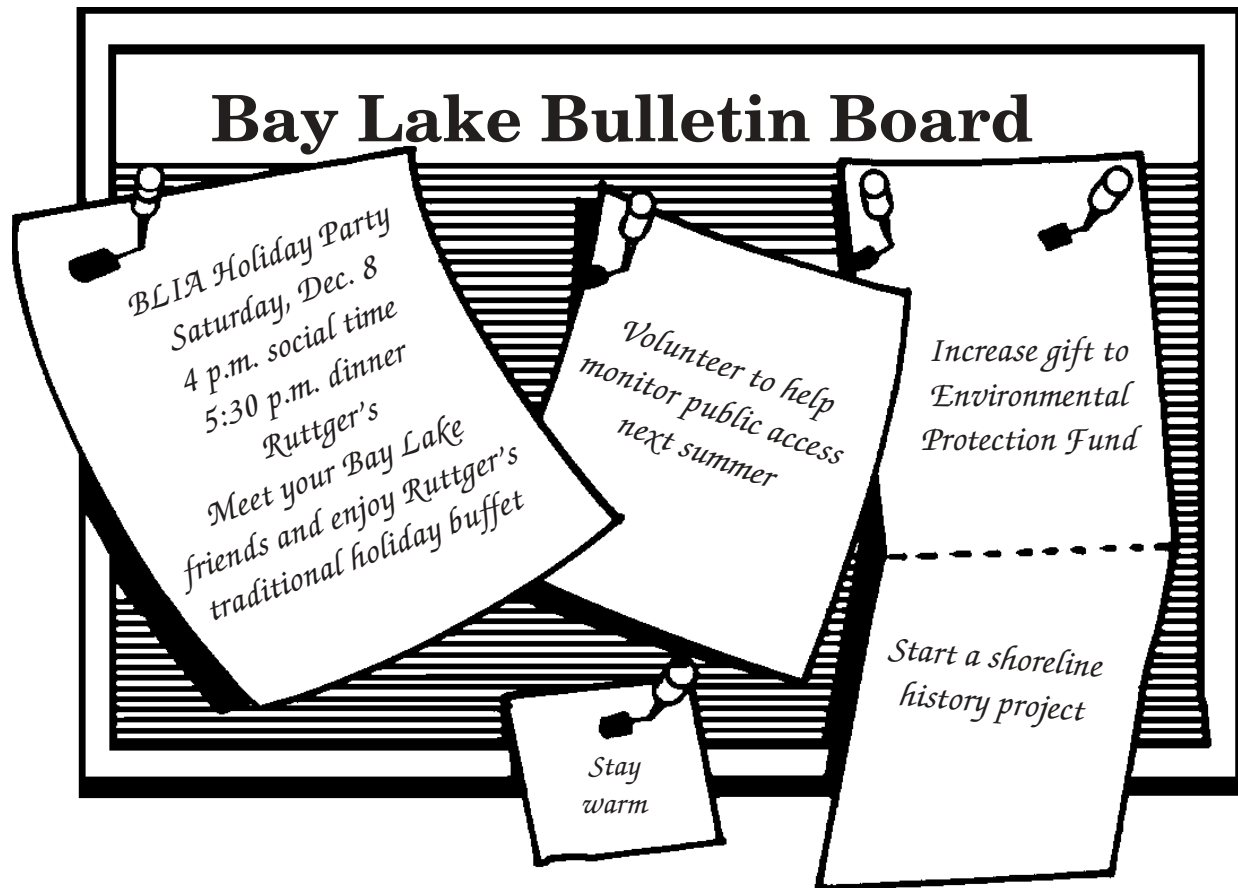 Bay Lake Bulletin Board
BLIA Holiday Party
Saturday, Dec. 8
4 p.m. social time
5:30 p.m. dinner
Ruttger's
Meet your Bay Lake
friends and enjoy Ruttger's
traditional holiday buffet
Volunteer to help
monitor public access
next summer
Increase gift to
Environmental
Protection Fund
Start a shoreline
history project
Stay
warm